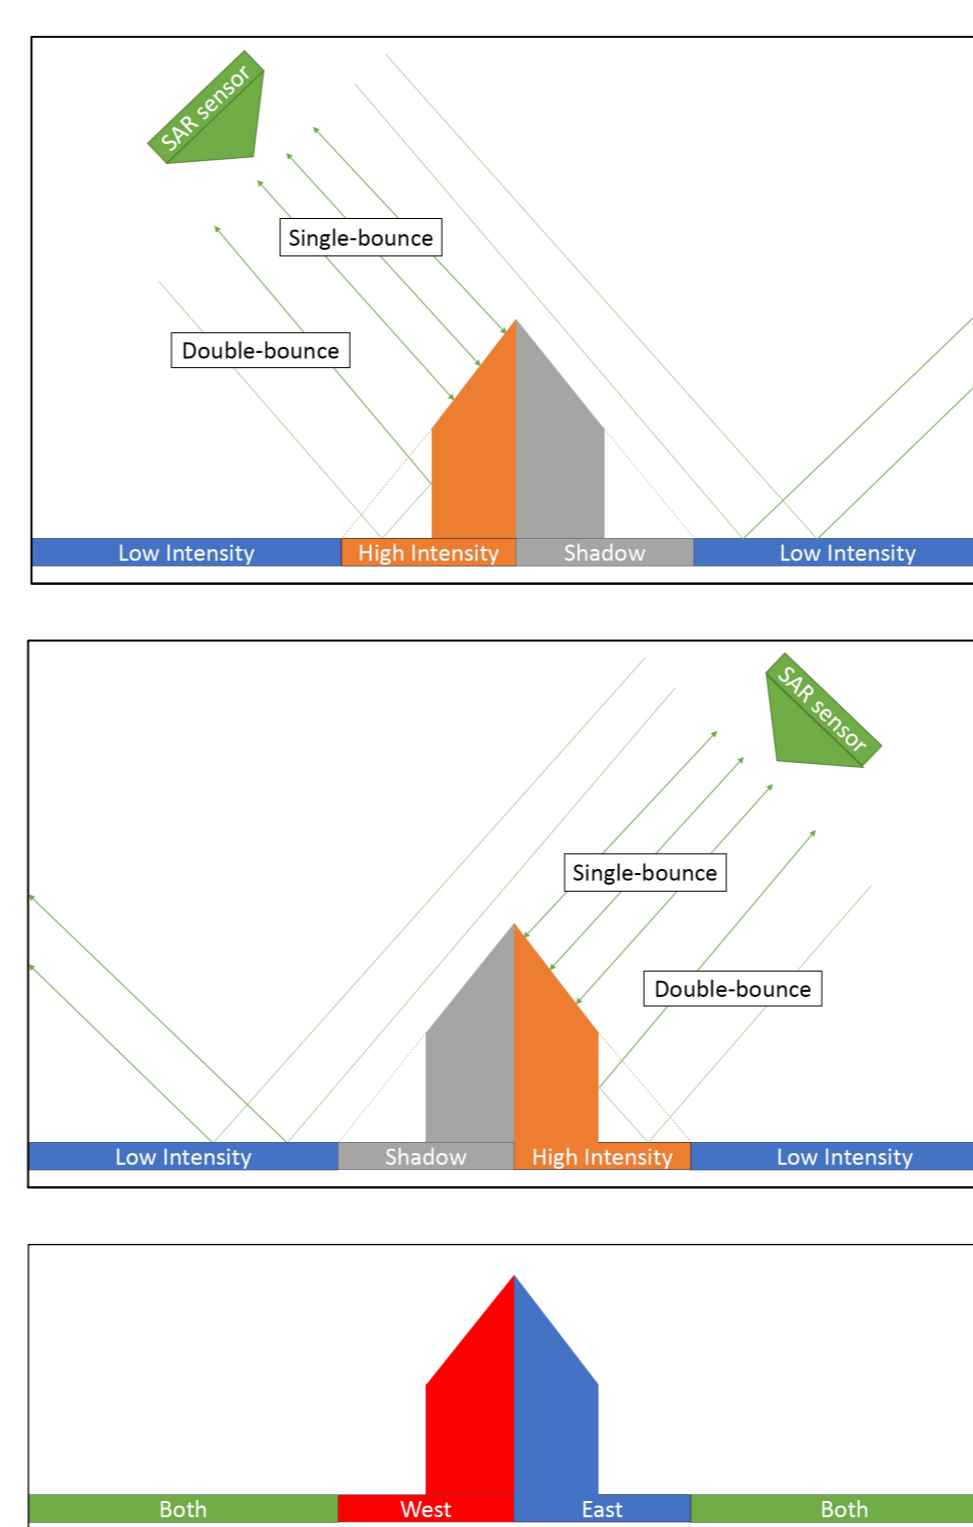 SAR sensor
Single-bounce
Double-bounce
Low Intensity
High Intensity
Shadow
Low Intensity
SAR sensor
Single-bounce
Double-bounce
Low Intensity
Shadow
High Intensity
Low Intensity
Both
West
East
Both